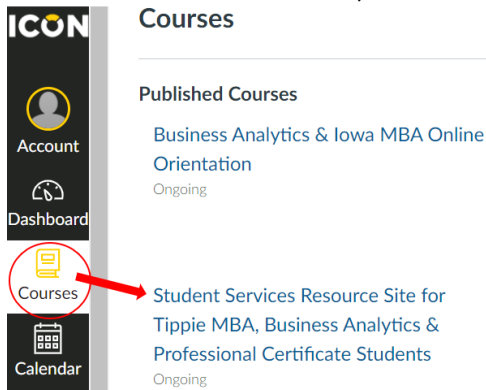 ICON
Account
Dashboard
Courses
Calendar
Courses
Published Courses
Business Analytics & Iowa MBA Online
Orientation
Ongoing
Student Services Resource Site for
Tippie MBA, Business Analytics &
Professional Certificate Students
Ongoing